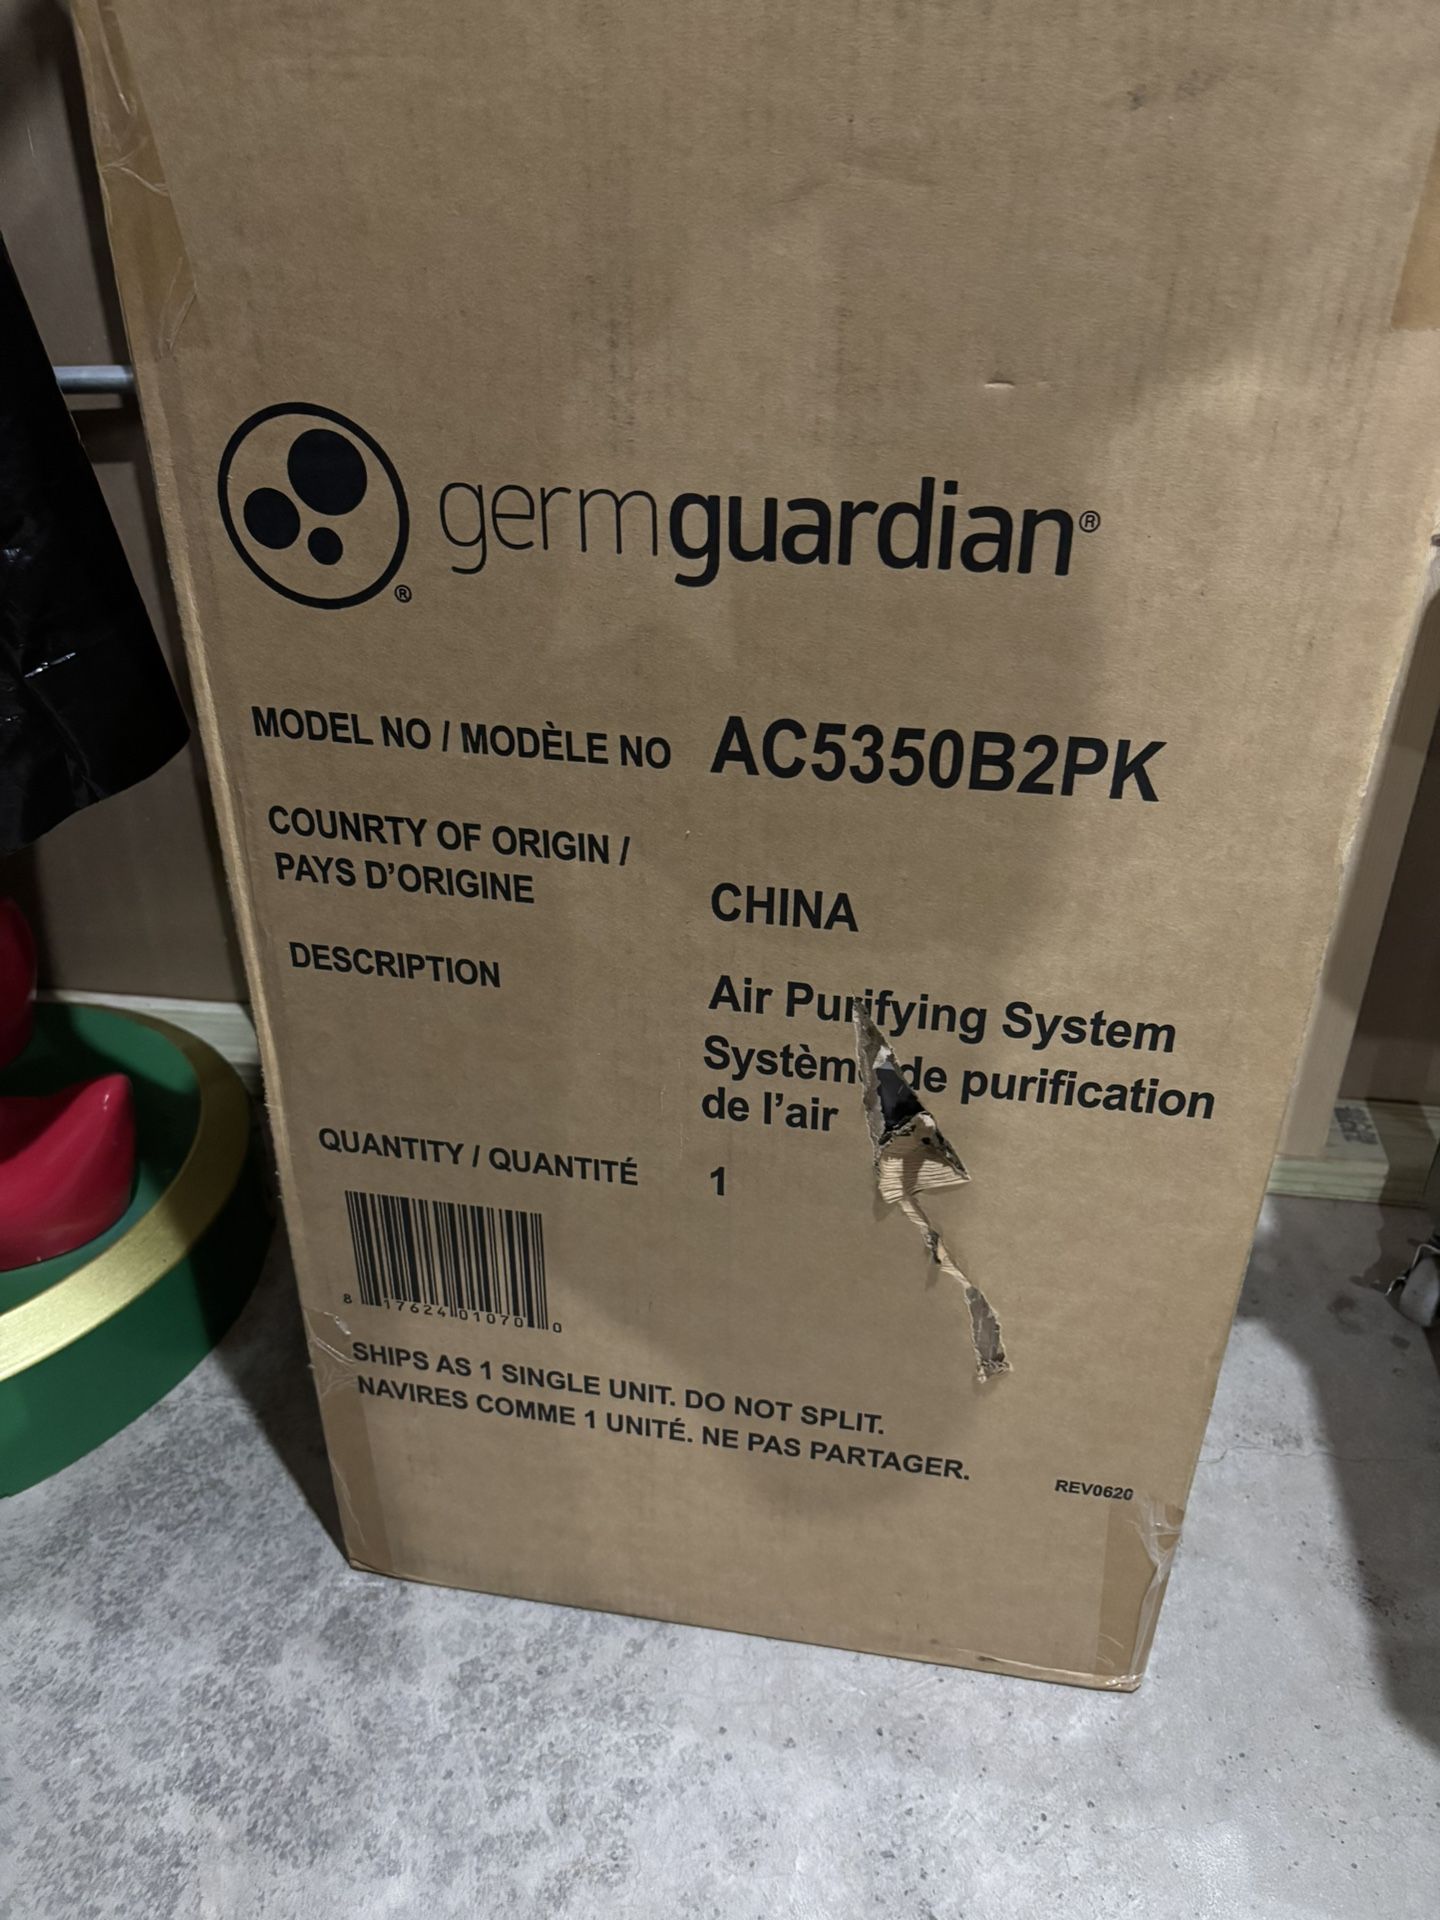 germguardian®
®
MODEL NO / MODÈLE NO AC5350B2PK
COUNRTY OF ORIGIN /
PAYS D'ORIGINE CHINA
DESCRIPTION Air Purifying System
Système de purification
de l'air
QUANTITY / QUANTITÉ 1
8 17624 01070 0
SHIPS AS 1 SINGLE UNIT. DO NOT SPLIT.
NAVIRES COMME 1 UNITÉ. NE PAS PARTAGER.
REV0620